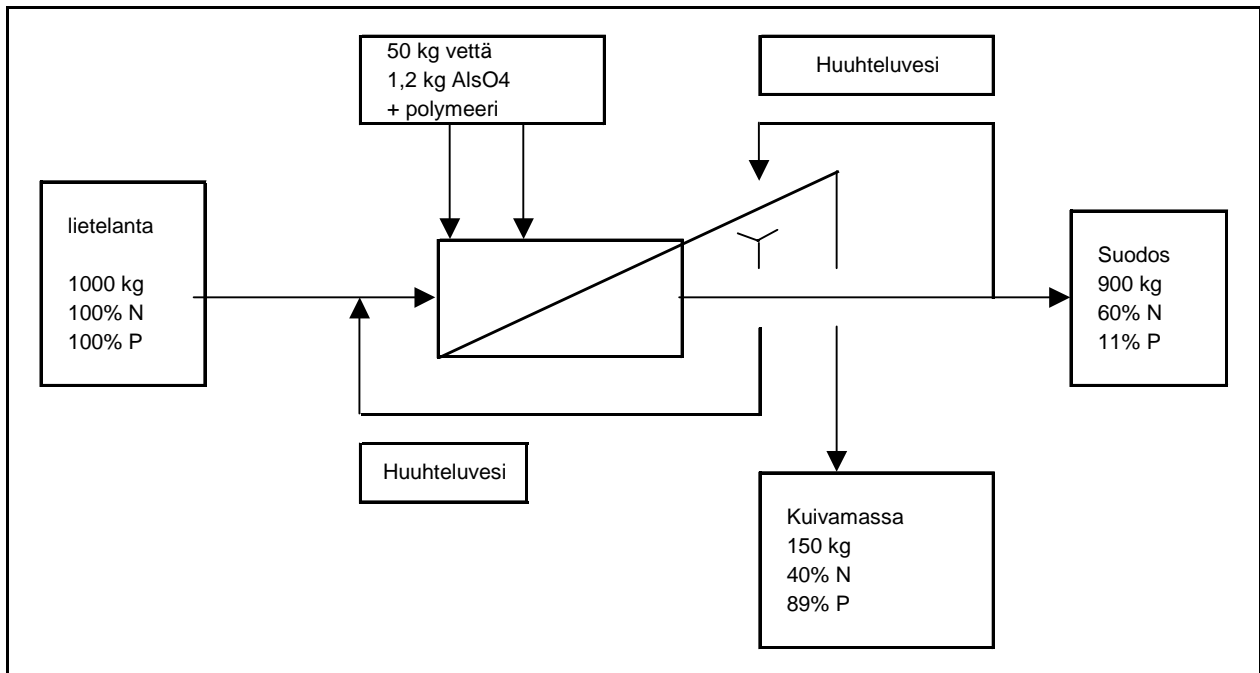 50 kg vettä
1,2 kg AlsO4
+ polymeeri
Huuhteluvesi
lietelanta
1000 kg
100% N
100% P
Suodos
900 kg
60% N
11% P
Huuhteluvesi
Kuivamassa
150 kg
40% N
89% P